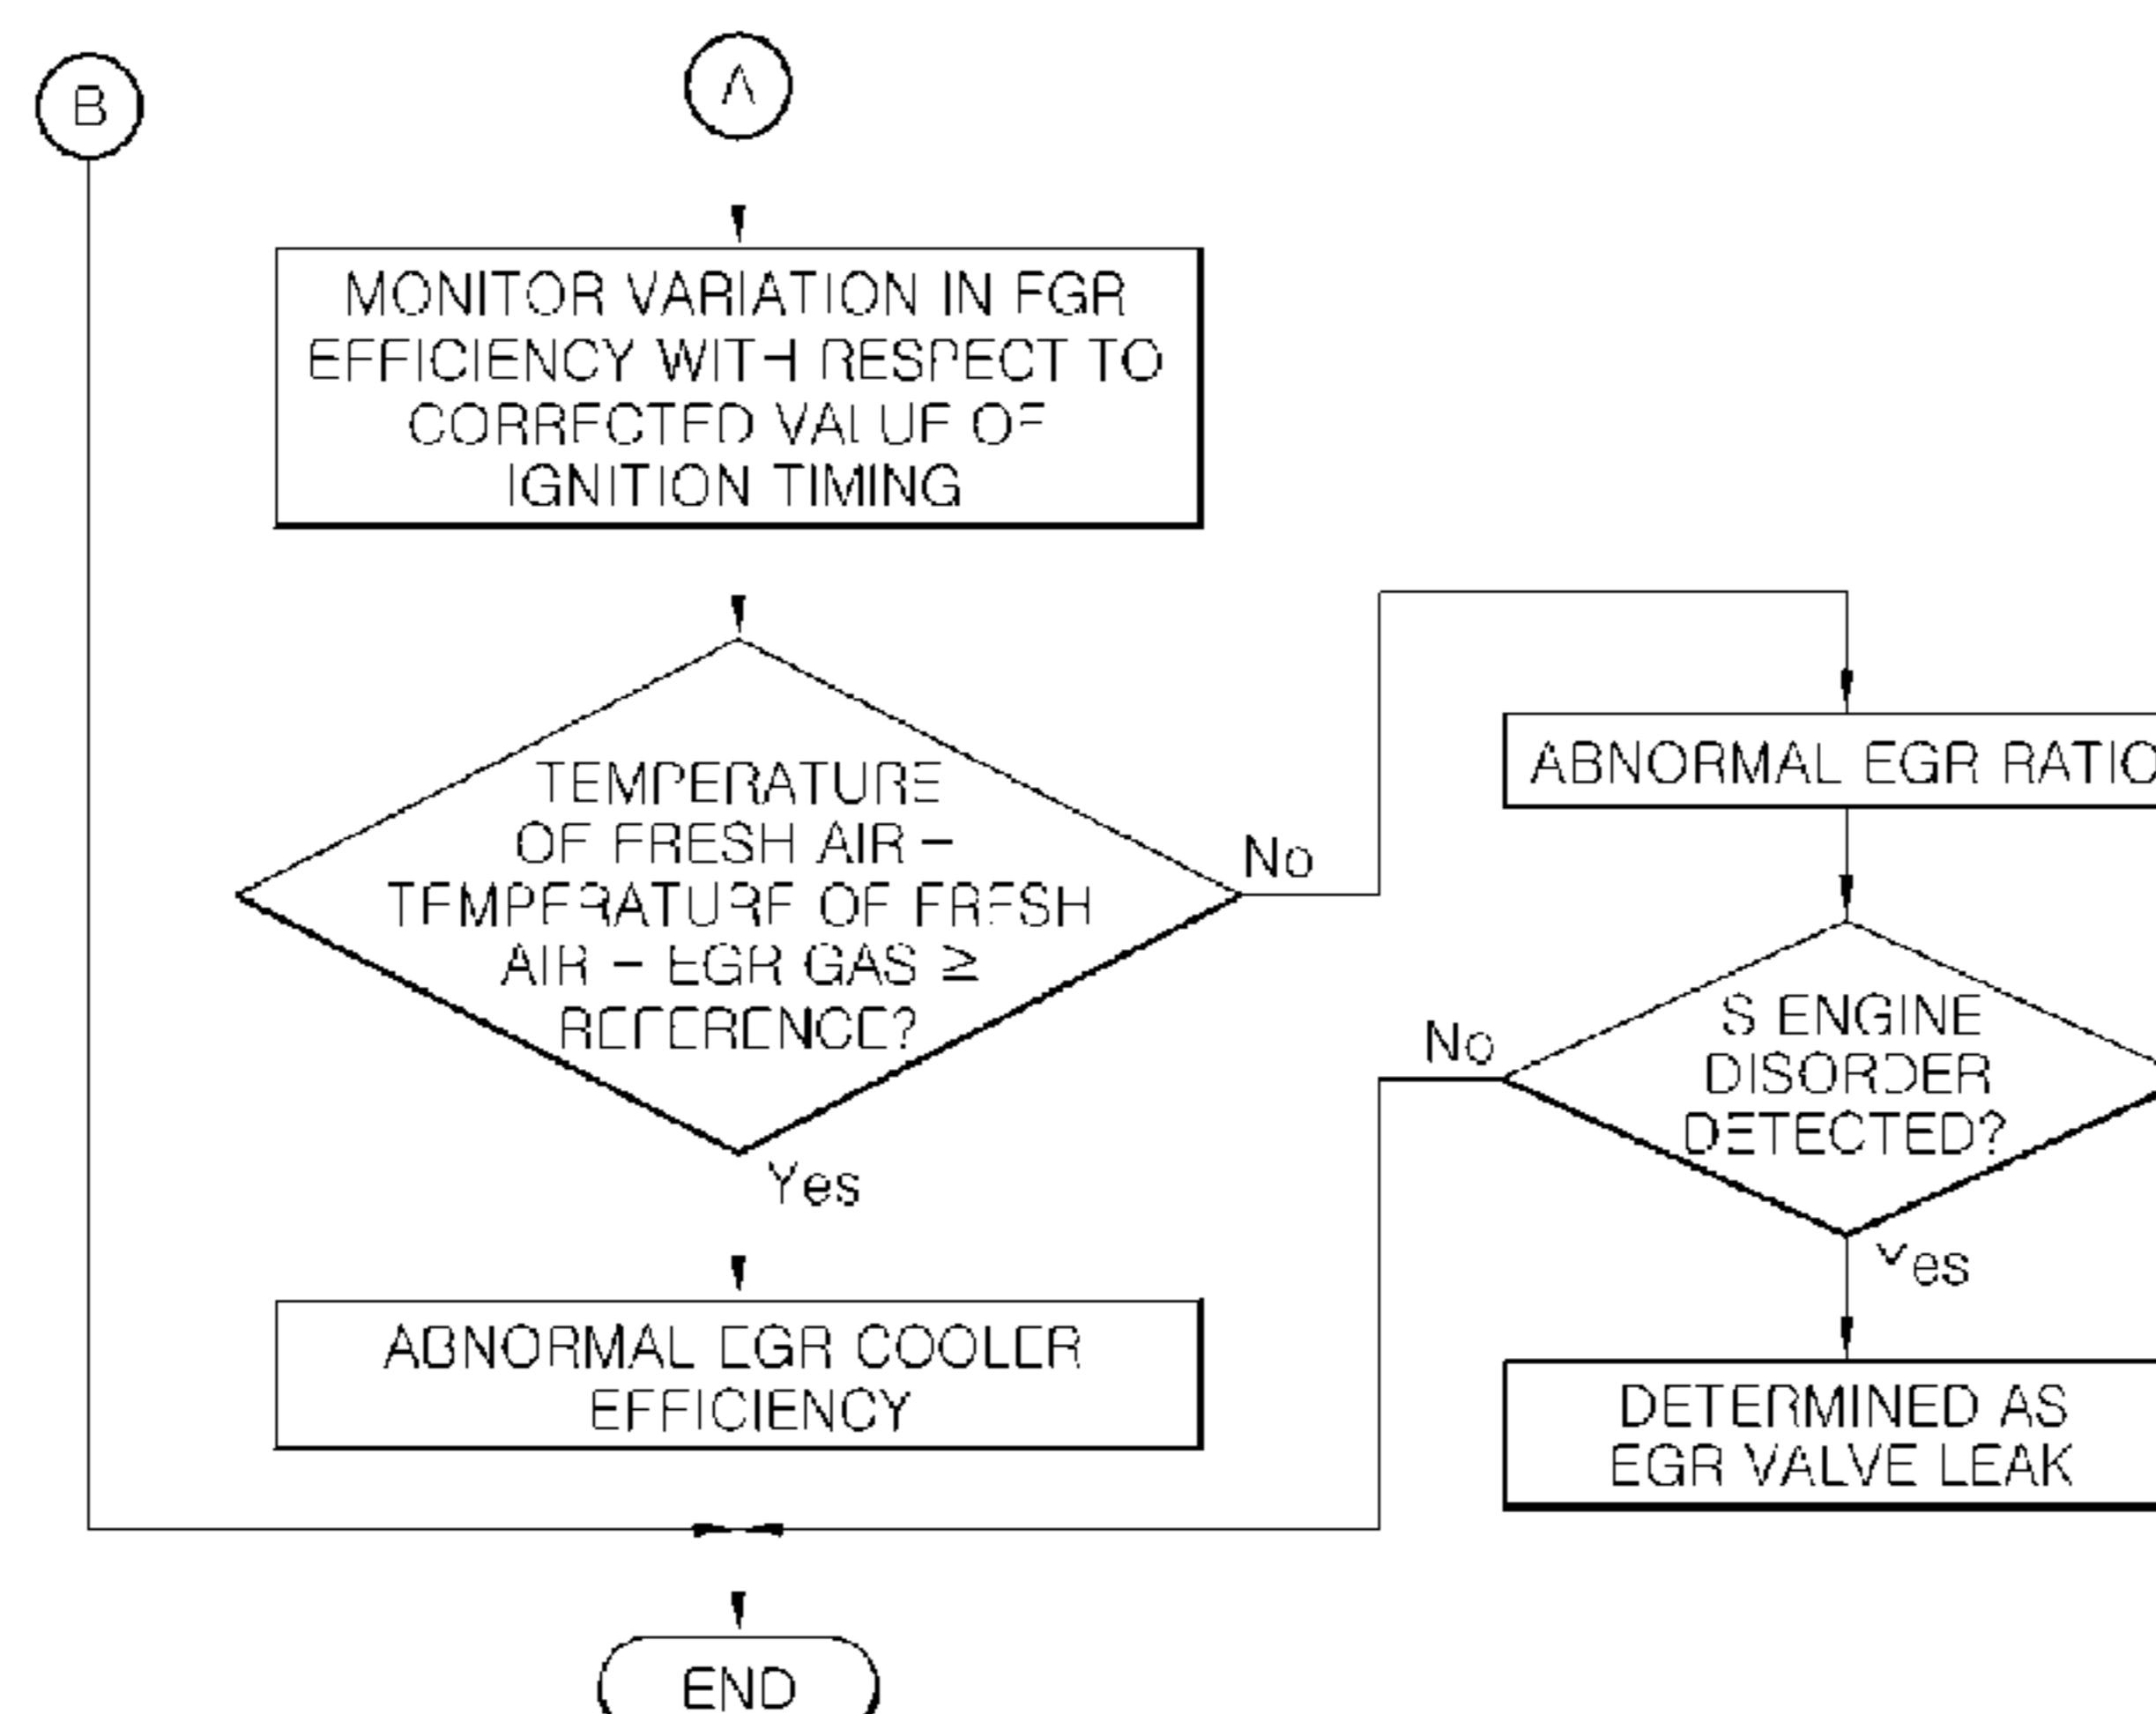 B
A
MONITOR VARIATION IN EGR
EFFICIENCY WITH RESPECT TO
CORRECTED VALUE OF
IGNITION TIMING
TEMPERATURE
OF FRESH AIR –
TEMPERATURE OF FRESH
AIR – EGR GAS ≥
REFERENCE?
No
Yes
ABNORMAL EGR COOLER
EFFICIENCY
ABNORMAL EGR RATIO
S ENGINE
DISORDER
DETECTED?
No
Yes
DETERMINED AS
EGR VALVE LEAK
END